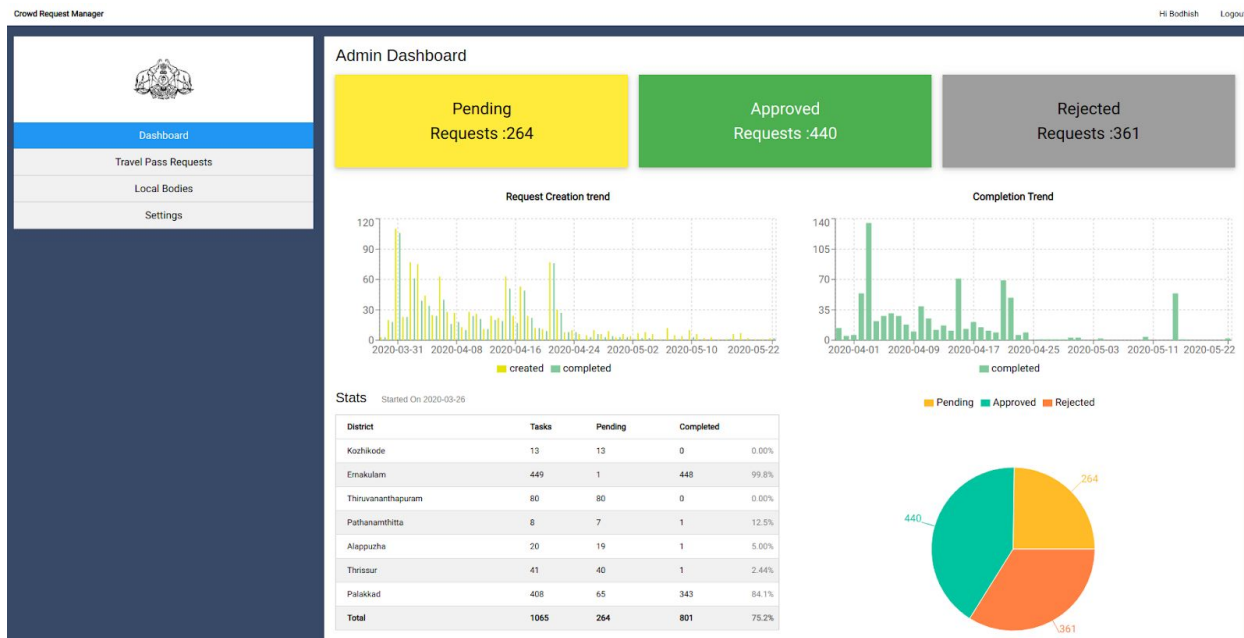 Crowd Request Manager
Hi Bodhish Logout
Dashboard
Travel Pass Requests
Local Bodies
Settings
Admin Dashboard
Pending
Requests :264
Approved
Requests :440
Rejected
Requests :361
Request Creation trend
120
90
60
30
0
2020-03-31 2020-04-08 2020-04-16 2020-04-24 2020-05-02 2020-05-10 2020-05-22
created completed
Completion Trend
140
105
70
35
0
2020-04-01 2020-04-09 2020-04-17 2020-04-25 2020-05-03 2020-05-11 2020-05-22
completed
Stats Started On 2020-03-26
District Tasks Pending Completed
Kozhikode 13 13 0 0.00%
Ernakulam 449 1 448 99.8%
Thiruvananthapuram 80 80 0 0.00%
Pathanamthitta 8 7 1 12.5%
Alappuzha 20 19 1 5.00%
Thrissur 41 40 1 2.44%
Palakkad 408 65 343 84.1%
Total 1065 264 801 75.2%
Pending Approved Rejected
264
440
361